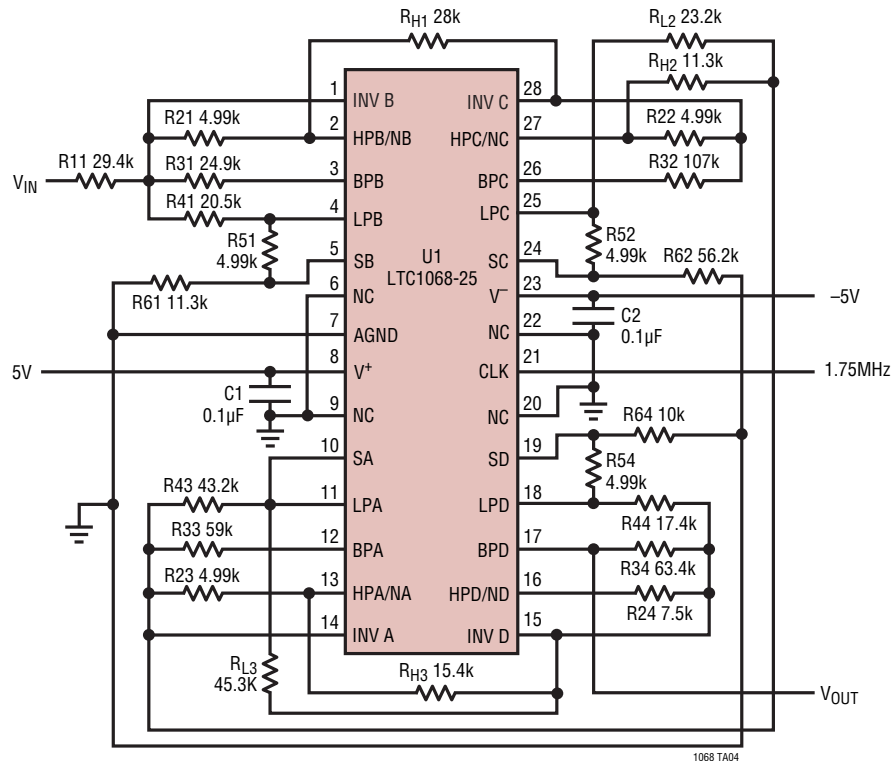 RH1 28k
RL2 23.2k
RH2 11.3k
1 INV B
INV C 28
R21 4.99k
2 HPB/NB
HPC/NC 27
R22 4.99k
R11 29.4k
R31 24.9k
3 BPB
BPC 26
R32 107k
VIN
R41 20.5k
4 LPB
LPC 25
R51 4.99k
U1
LTC1068-25
R52 4.99k
5 SB
SC 24
R62 56.2k
R61 11.3k
6 NC
V– 23
–5V
C2 0.1µF
7 AGND
NC 22
5V
8 V+
CLK 21
1.75MHz
C1 0.1µF
9 NC
NC 20
R64 10k
10 SA
SD 19
R54 4.99k
R43 43.2k
11 LPA
LPD 18
R44 17.4k
R33 59k
12 BPA
BPD 17
R34 63.4k
R23 4.99k
13 HPA/NA
HPD/ND 16
R24 7.5k
14 INV A
INV D 15
RL3 45.3K
RH3 15.4k
VOUT
1068 TA04